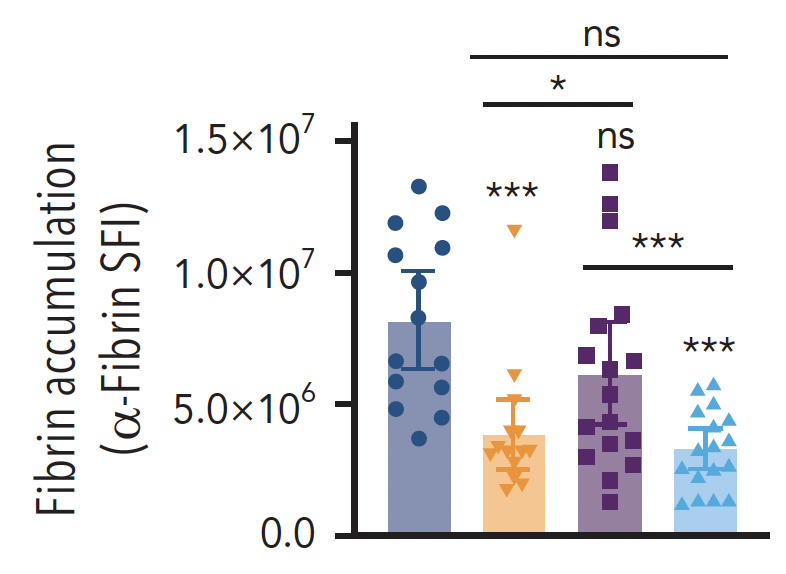 ns
*
ns
***
***
***
Fibrin accumulation
(α-Fibrin SFI)
1.5×10⁷
1.0×10⁷
5.0×10⁶
0.0